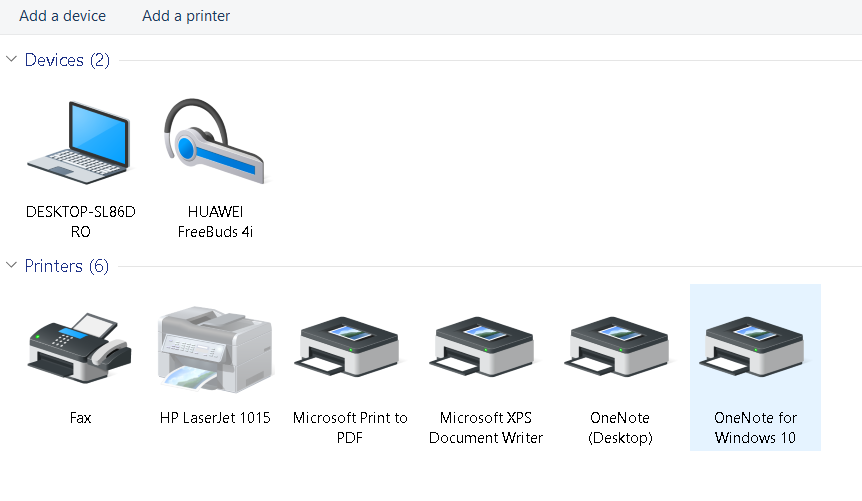 Add a device
Add a printer
Devices (2)
DESKTOP-SL86D
RO
HUAWEI
FreeBuds 4i
Printers (6)
Fax
HP LaserJet 1015
Microsoft Print to
PDF
Microsoft XPS
Document Writer
OneNote
(Desktop)
OneNote for
Windows 10